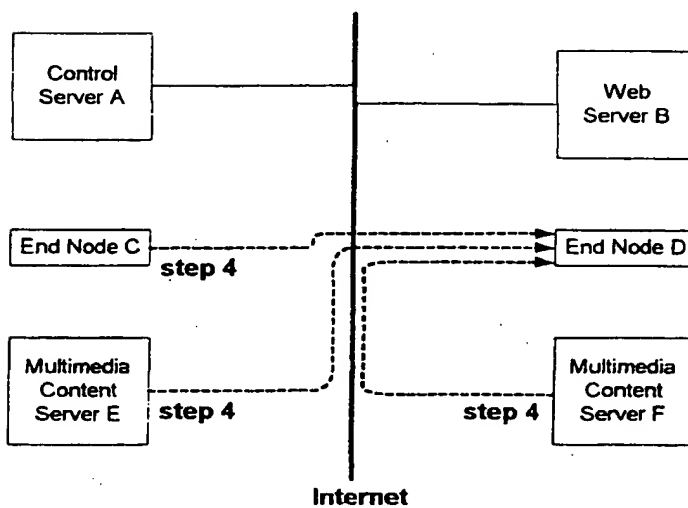 Control
Server A
Web
Server B
End Node C
End Node D
step 4
Multimedia
Content
Server E
Multimedia
Content
Server F
step 4
step 4
Internet